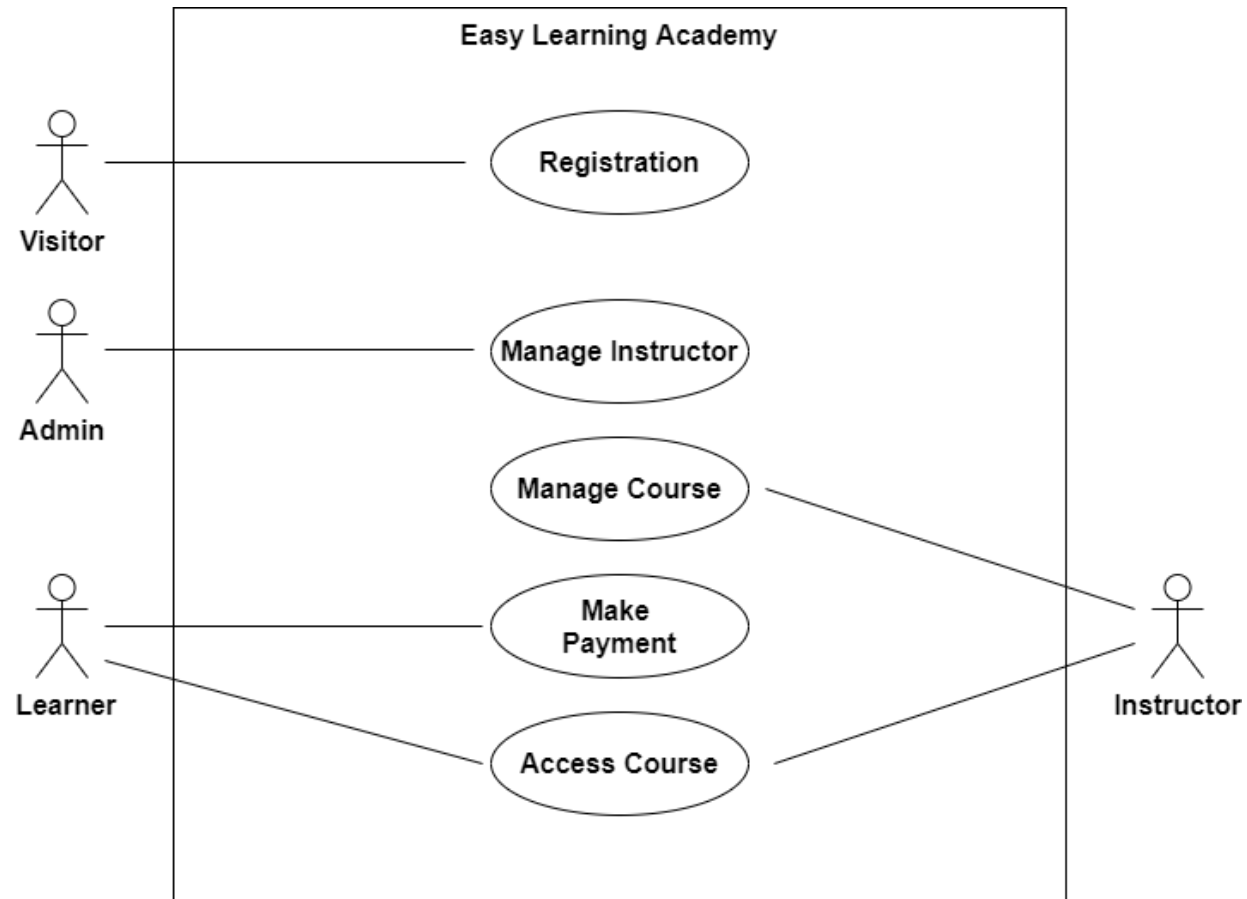 Easy Learning Academy
Registration
Visitor
Manage Instructor
Admin
Manage Course
Make
Payment
Learner
Instructor
Access Course